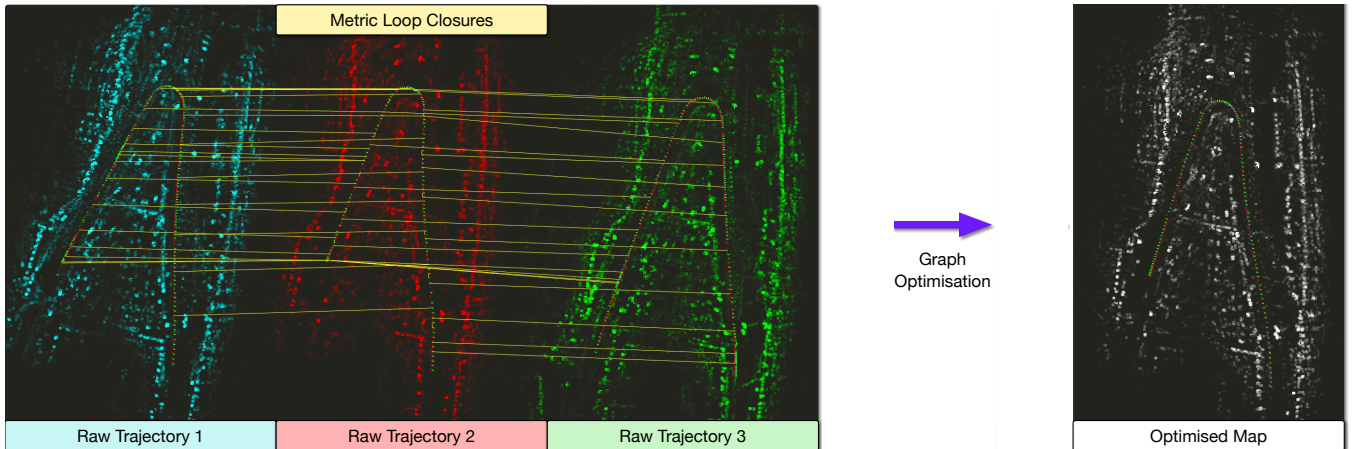 Metric Loop Closures
Graph
Optimisation
Raw Trajectory 1
Raw Trajectory 2
Raw Trajectory 3
Optimised Map